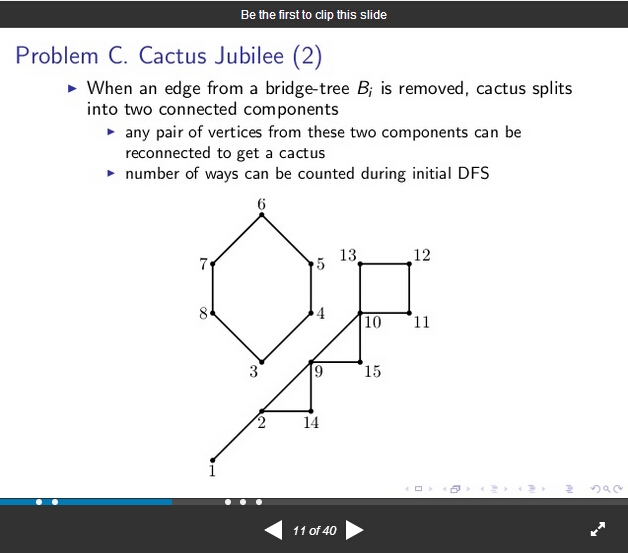 Be the first to clip this slide
Problem C. Cactus Jubilee (2)
When an edge from a bridge-tree Bi is removed, cactus splits
into two connected components
any pair of vertices from these two components can be
reconnected to get a cactus
number of ways can be counted during initial DFS
6
13 12
7 5
8 4
10 11
3 9 15
2 14
1
11 of 40